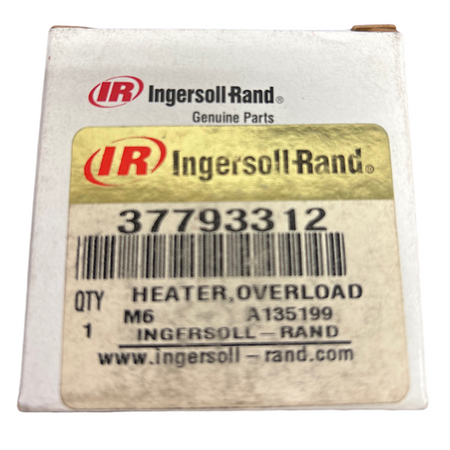 IR Ingersoll-Rand®
Genuine Parts
IR Ingersoll-Rand®
37793312
QTY HEATER,OVERLOAD
1 M6 A135199
INGERSOLL-RAND
www.ingersoll-rand.com